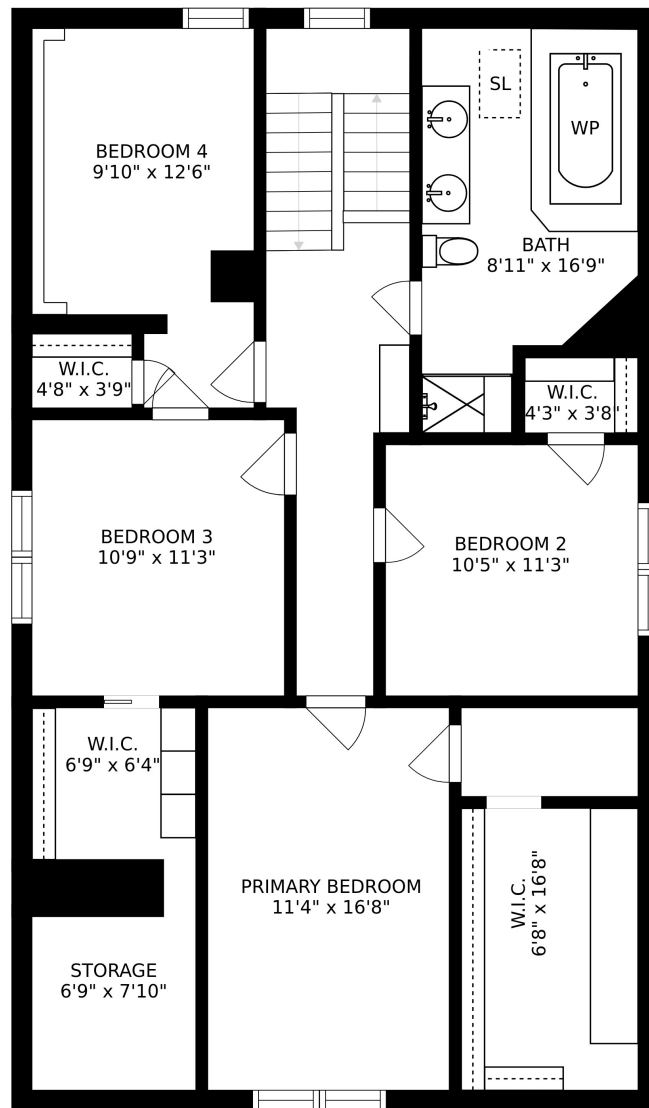 BEDROOM 4
9'10" x 12'6"
SL
WP
BATH
8'11" x 16'9"
W.I.C.
4'8" x 3'9"
W.I.C.
4'3" x 3'8"
BEDROOM 3
10'9" x 11'3"
BEDROOM 2
10'5" x 11'3"
W.I.C.
6'9" x 6'4"
PRIMARY BEDROOM
11'4" x 16'8"
W.I.C.
6'8" x 16'8"
STORAGE
6'9" x 7'10"